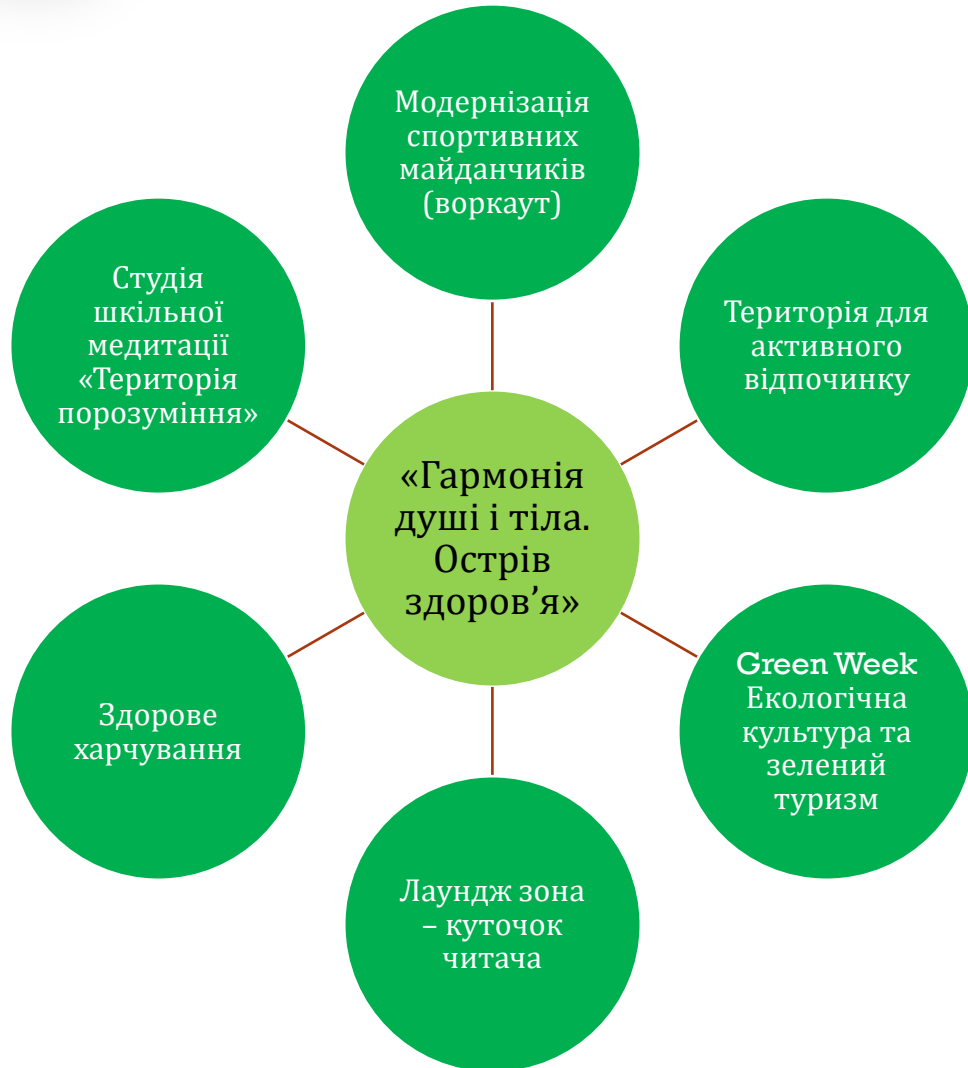 Модернізація
спортивних
майданчиків
(воркаут)
Територія для
активного
відпочинку
Green Week
Екологічна
культура та
зелений
туризм
Лаундж зона
– куточок
читача
Здорове
харчування
Студія
шкільної
медитації
«Територія
порозуміння»
«Гармонія
душі і тіла.
Острів
здоров’я»